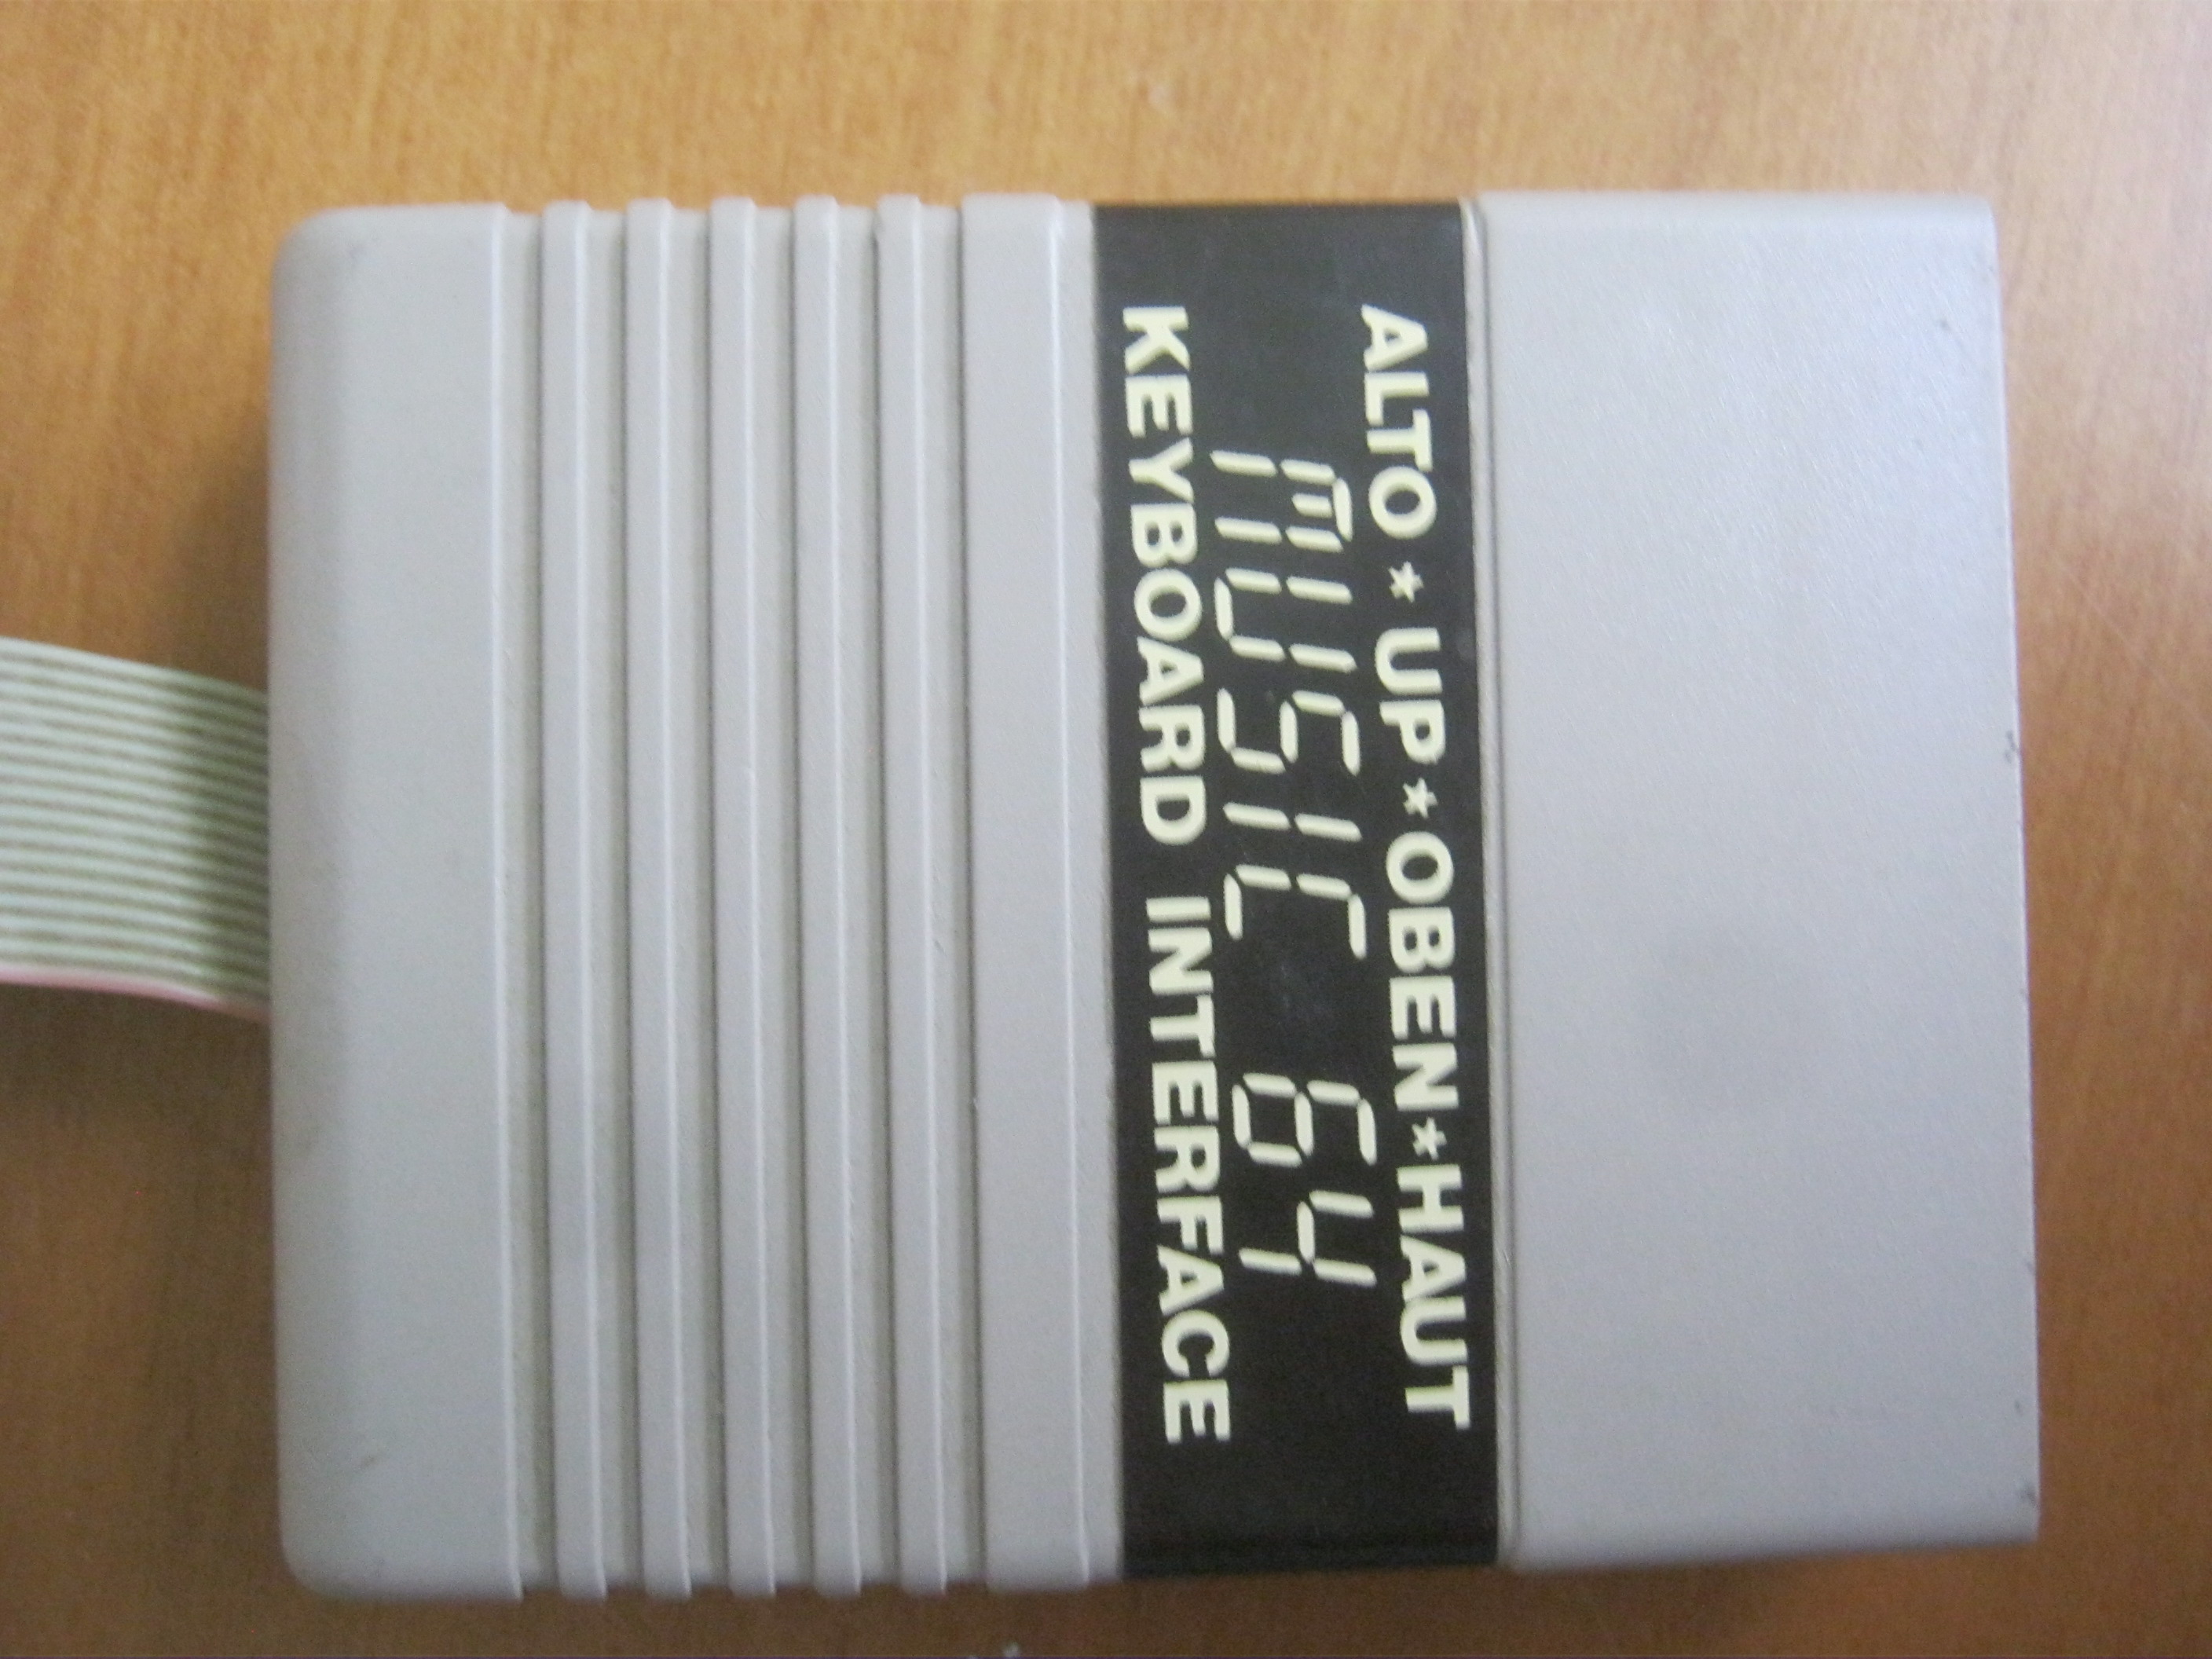 ALTO ★ UP ★ OBEN ★ HAUT
MUSIC 64
KEYBOARD INTERFACE